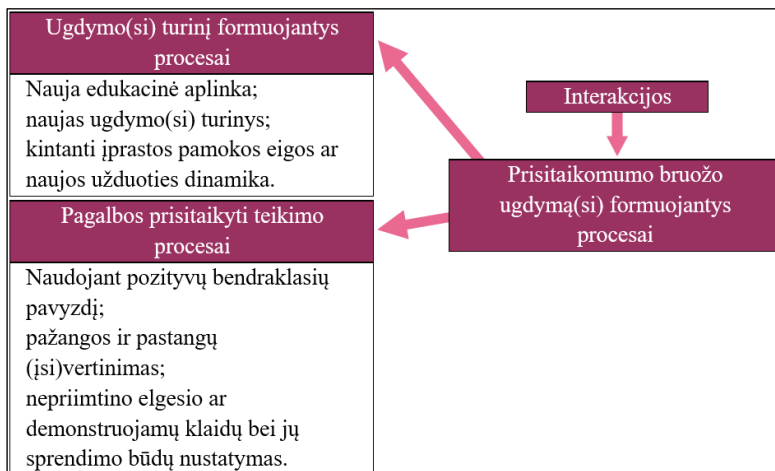 Ugdymo(si) turinį formuojantys
procesai
Nauja edukacinė aplinka;
naujas ugdymo(si) turinys;
kintanti įprastos pamokos eigos ar
naujos užduoties dinamika.
Pagalbos prisitaikyti teikimo
procesai
Naudojant pozityvų bendraklasių
pavyzdį;
pažangos ir pastangų
(įsi)vertinimas;
nepriimtino elgesio ar
demonstruojamų klaidų bei jų
sprendimo būdų nustatymas.
Interakcijos
Prisitaikomumo bruožo
ugdymą(si) formuojantys
procesai